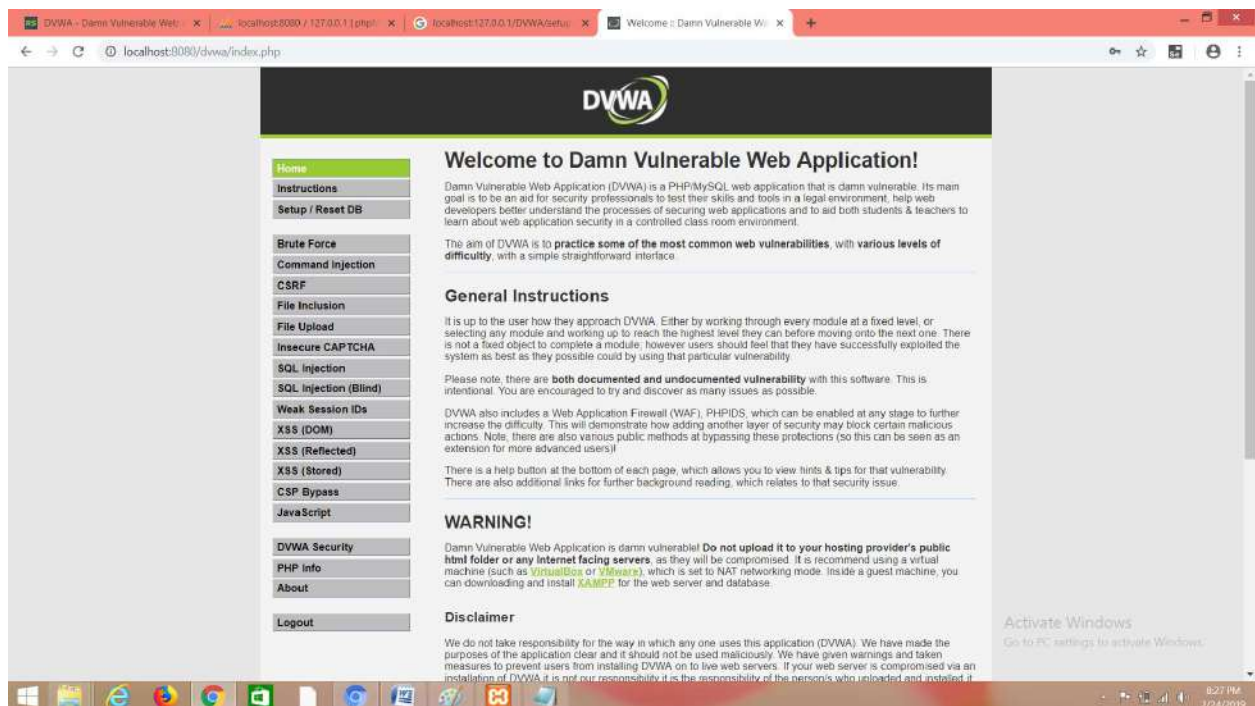 DVWA - Damn Vulnerable Web
localhost:8080 / 127.0.0.1 | php
localhost:127.0.0.1/DVWA/setup
Welcome :: Damn Vulnerable W
localhost:8080/dvwa/index.php
DVWA
Home
Instructions
Setup / Reset DB
Brute Force
Command Injection
CSRF
File Inclusion
File Upload
Insecure CAPTCHA
SQL Injection
SQL Injection (Blind)
Weak Session IDs
XSS (DOM)
XSS (Reflected)
XSS (Stored)
CSP Bypass
JavaScript
DVWA Security
PHP Info
About
Logout
Welcome to Damn Vulnerable Web Application!
Damn Vulnerable Web Application (DVWA) is a PHP/MySQL web application that is damn vulnerable. Its main
goal is to be an aid for security professionals to test their skills and tools in a legal environment, help web
developers better understand the processes of securing web applications and to aid both students & teachers to
learn about web application security in a controlled class room environment.
The aim of DVWA is to practice some of the most common web vulnerabilities, with various levels of
difficultly, with a simple straightforward interface.
General Instructions
It is up to the user how they approach DVWA. Either by working through every module at a fixed level, or
selecting any module and working up to reach the highest level they can before moving onto the next one. There
is not a fixed object to complete a module; however users should feel that they have successfully exploited the
system as best as they possible could by using that particular vulnerability.
Please note, there are both documented and undocumented vulnerability with this software. This is
intentional. You are encouraged to try and discover as many issues as possible.
DVWA also includes a Web Application Firewall (WAF), PHPIDS, which can be enabled at any stage to further
increase the difficulty. This will demonstrate how adding another layer of security may block certain malicious
actions. Note, there are also various public methods at bypassing these protections (so this can be seen as an
extension for more advanced users)!
There is a help button at the bottom of each page, which allows you to view hints & tips for that vulnerability.
There are also additional links for further background reading, which relates to that security issue.
WARNING!
Damn Vulnerable Web Application is damn vulnerable! Do not upload it to your hosting provider's public
html folder or any Internet facing servers, as they will be compromised. It is recommend using a virtual
machine (such as VirtualBox or VMware), which is set to NAT networking mode. Inside a guest machine, you
can downloading and install XAMPP for the web server and database.
Disclaimer
We do not take responsibility for the way in which any one uses this application (DVWA). We have made the
purposes of the application clear and it should not be used maliciously. We have given warnings and taken
measures to prevent users from installing DVWA on to live web servers. If your web server is compromised via an
installation of DVWA it is not our responsibility it is the responsibility of the person/s who uploaded and installed it.
Activate Windows
Go to PC settings to activate Windows.
8:27 PM
1/24/2019